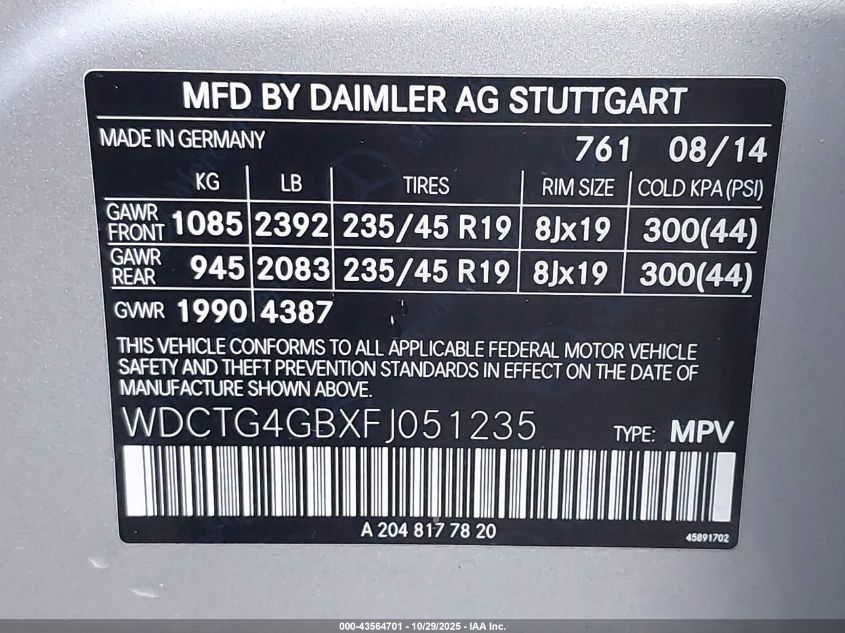 MFD BY DAIMLER AG STUTTGART
MADE IN GERMANY 761 08/14
KG LB TIRES RIM SIZE COLD KPA (PSI)
GAWR FRONT 1085 2392 235/45 R19 8Jx19 300(44)
GAWR REAR 945 2083 235/45 R19 8Jx19 300(44)
GVWR 1990 4387
THIS VEHICLE CONFORMS TO ALL APPLICABLE FEDERAL MOTOR VEHICLE
SAFETY AND THEFT PREVENTION STANDARDS IN EFFECT ON THE DATE OF
MANUFACTURE SHOWN ABOVE.
WDCTG4GBXFJ051235 TYPE: MPV
A 204 817 78 20
45891702
000-43564701 - 10/29/2025 - IAA Inc.